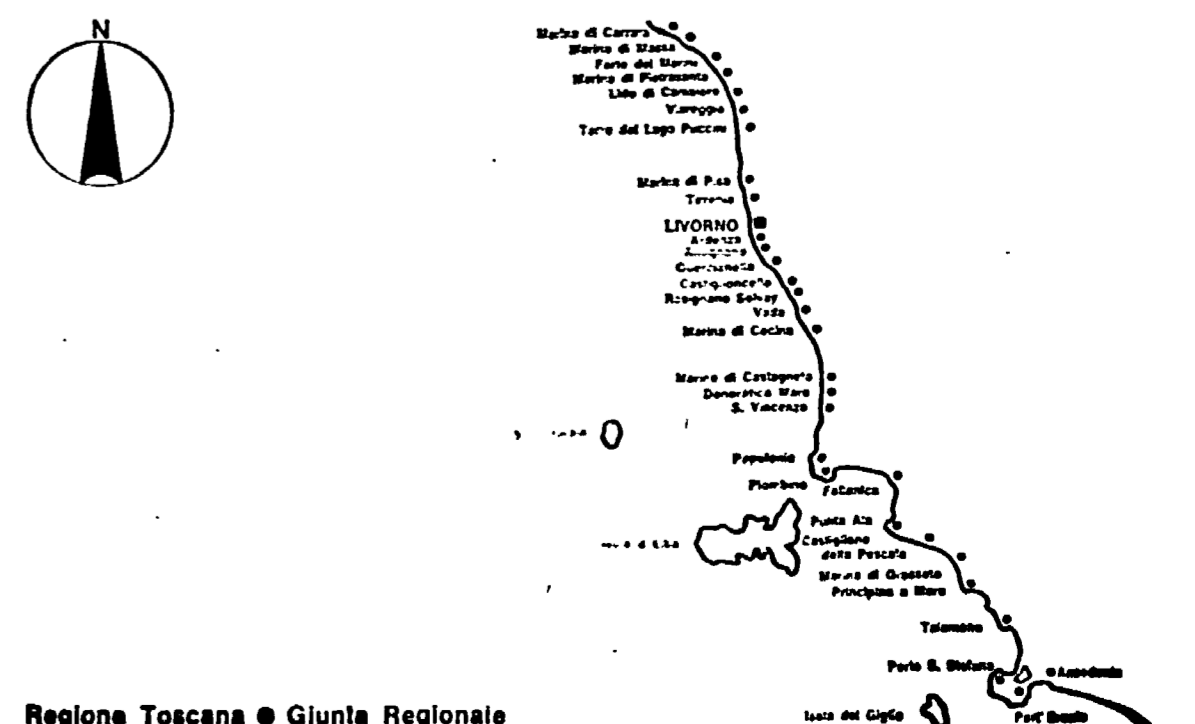 N
Marina di Carrara
Marina di Massa
Forte dei Marmi
Marina di Pietrasanta
Lido di Camaiore
Viareggio
Torre del Lago Puccini
Marina di Pisa
Tirrenia
LIVORNO
Ardenza
Antignano
Quercianella
Castiglioncello
Rosignano Solvay
Vada
Marina di Cecina
Marina di Castagneto
Donoratico Mare
S. Vincenzo
Populonia
Piombino
Follonica
Punta Ala
Castiglione
della Pescaia
Marina di Grosseto
Principina a Mare
Talamone
Porto S. Stefano
Ansedonia
Isola del Giglio
Port' Ercole
Regione Toscana ● Giunta Regionale